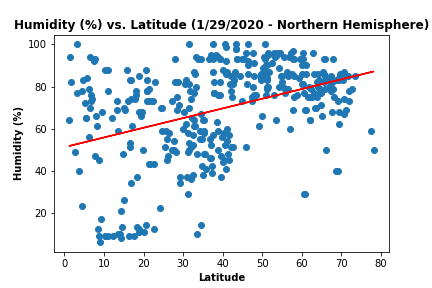 Humidity (%) vs. Latitude (1/29/2020 - Northern Hemisphere)
100
80
60
40
20
Humidity (%)
0 10 20 30 40 50 60 70 80
Latitude